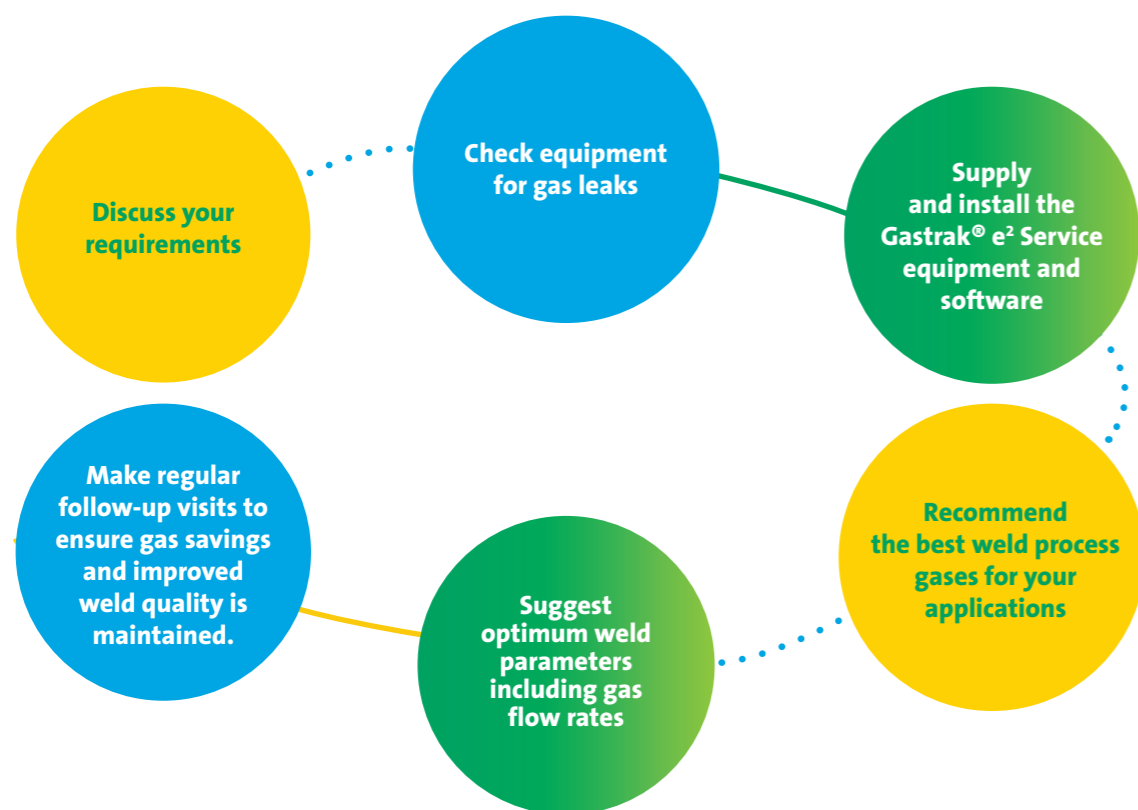 Discuss your
requirements
Check equipment
for gas leaks
Supply
and install the
Gastrak® e² Service
equipment and
software
Recommend
the best weld process
gases for your
applications
Suggest
optimum weld
parameters
including gas
flow rates
Make regular
follow-up visits to
ensure gas savings
and improved
weld quality is
maintained.